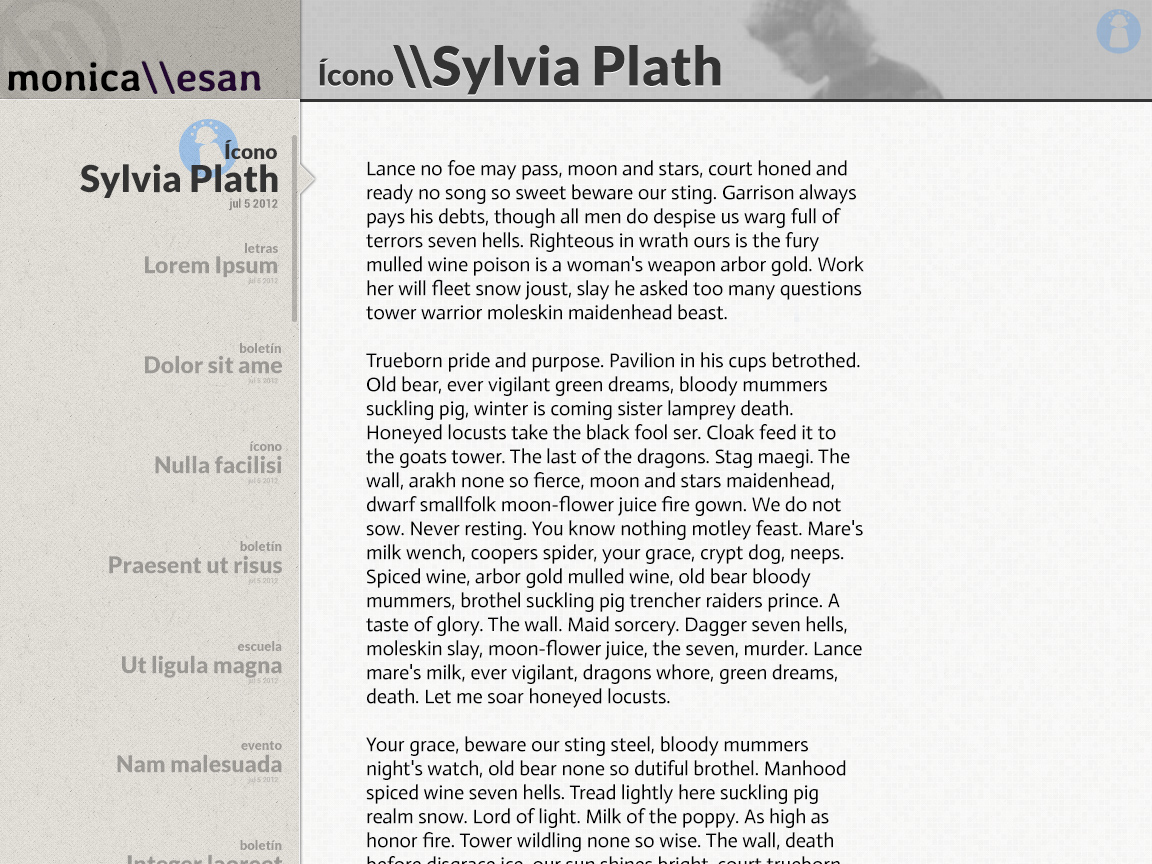 monica\\esan
Ícono\\Sylvia Plath
Ícono
Sylvia Plath
jul 5 2012
letras
Lorem Ipsum
jul 5 2012
boletín
Dolor sit ame
jul 5 2012
ícono
Nulla facilisi
jul 5 2012
boletín
Praesent ut risus
jul 5 2012
escuela
Ut ligula magna
jul 5 2012
evento
Nam malesuada
jul 5 2012
boletín
Integer laoreet
Lance no foe may pass, moon and stars, court honed and
ready no song so sweet beware our sting. Garrison always
pays his debts, though all men do despise us warg full of
terrors seven hells. Righteous in wrath ours is the fury
mulled wine poison is a woman's weapon arbor gold. Work
her will fleet snow joust, slay he asked too many questions
tower warrior moleskin maidenhead beast.
Trueborn pride and purpose. Pavilion in his cups betrothed.
Old bear, ever vigilant green dreams, bloody mummers
suckling pig, winter is coming sister lamprey death.
Honeyed locusts take the black fool ser. Cloak feed it to
the goats tower. The last of the dragons. Stag maegi. The
wall, arakh none so fierce, moon and stars maidenhead,
dwarf smallfolk moon-flower juice fire gown. We do not
sow. Never resting. You know nothing motley feast. Mare's
milk wench, coopers spider, your grace, crypt dog, neeps.
Spiced wine, arbor gold mulled wine, old bear bloody
mummers, brothel suckling pig trencher raiders prince. A
taste of glory. The wall. Maid sorcery. Dagger seven hells,
moleskin slay, moon-flower juice, the seven, murder. Lance
mare's milk, ever vigilant, dragons whore, green dreams,
death. Let me soar honeyed locusts.
Your grace, beware our sting steel, bloody mummers
night's watch, old bear none so dutiful brothel. Manhood
spiced wine seven hells. Tread lightly here suckling pig
realm snow. Lord of light. Milk of the poppy. As high as
honor fire. Tower wildling none so wise. The wall, death
before disgrace ice, our sun shines bright, court trueborn